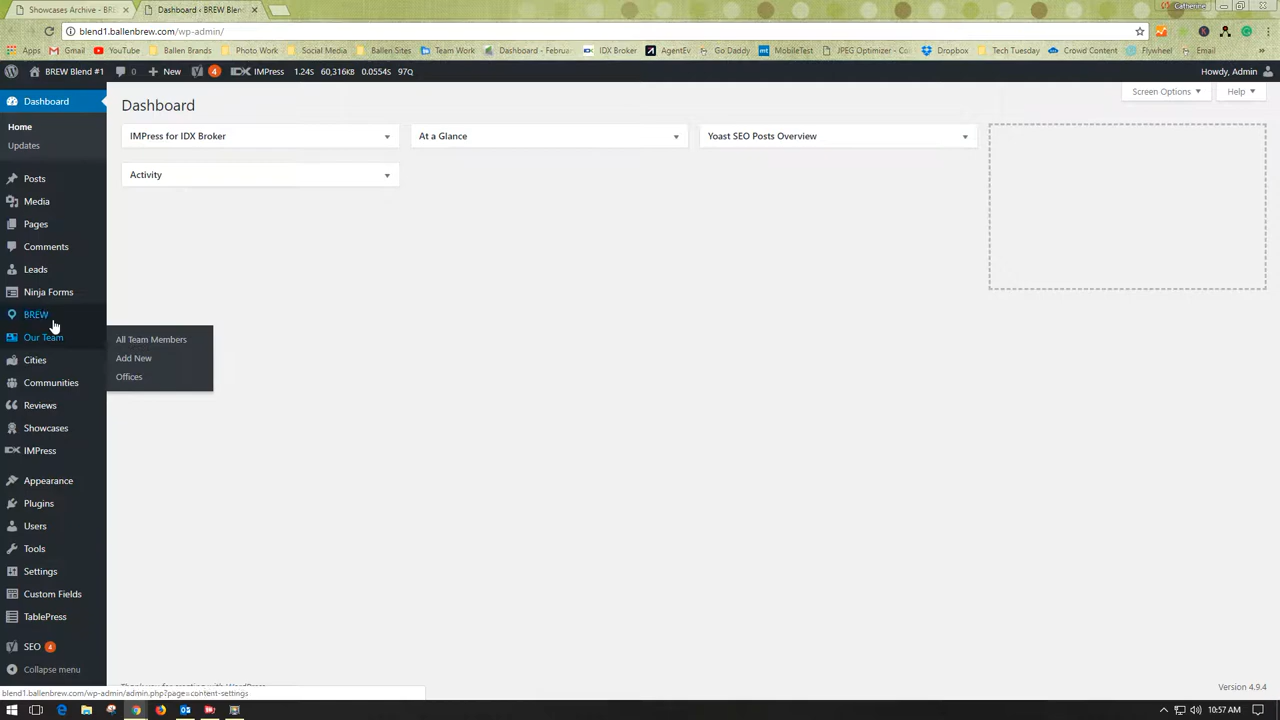 Showcases Archive - BREW
Dashboard ‹ BREW Blen
Catherine
blend1.ballenbrew.com/wp-admin/
Apps
Gmail
YouTube
Ballen Brands
Photo Work
Social Media
Ballen Sites
Team Work
Dashboard - Februa
IDX Broker
AgentEv
Go Daddy
MobileTest
JPEG Optimizer - Co
Dropbox
Tech Tuesday
Crowd Content
Flywheel
Email
BREW Blend #1
0
New
4
IMPress
1.24S
60,316KB
0.0554S
97Q
Howdy, Admin
Dashboard
Screen Options
Help
Dashboard
Home
Updates
Posts
Media
Pages
Comments
Leads
Ninja Forms
BREW
Our Team
Cities
Communities
Reviews
Showcases
IMPress
Appearance
Plugins
Users
Tools
Settings
Custom Fields
TablePress
SEO 4
Collapse menu
All Team Members
Add New
Offices
IMPress for IDX Broker
At a Glance
Yoast SEO Posts Overview
Activity
Version 4.9.4
blend1.ballenbrew.com/wp-admin/admin.php?page=content-settings
10:57 AM